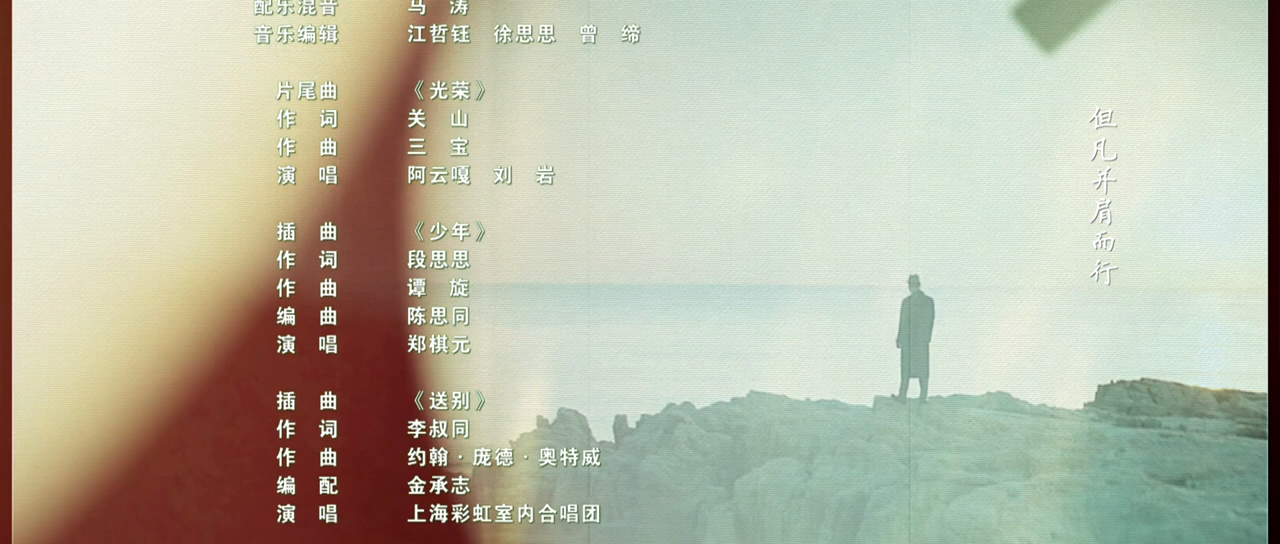 配乐混音 马 涛
音乐编辑 江哲钰 徐思思 曾 缔
片尾曲 《光荣》
作 词 关 山
作 曲 三 宝
演 唱 阿云嘎 刘 岩
插 曲 《少年》
作 词 段思思
作 曲 谭 旋
编 曲 陈思同
演 唱 郑棋元
插 曲 《送别》
作 词 李叔同
作 曲 约翰·庞德·奥特威
编 配 金承志
演 唱 上海彩虹室内合唱团
但凡并肩而行